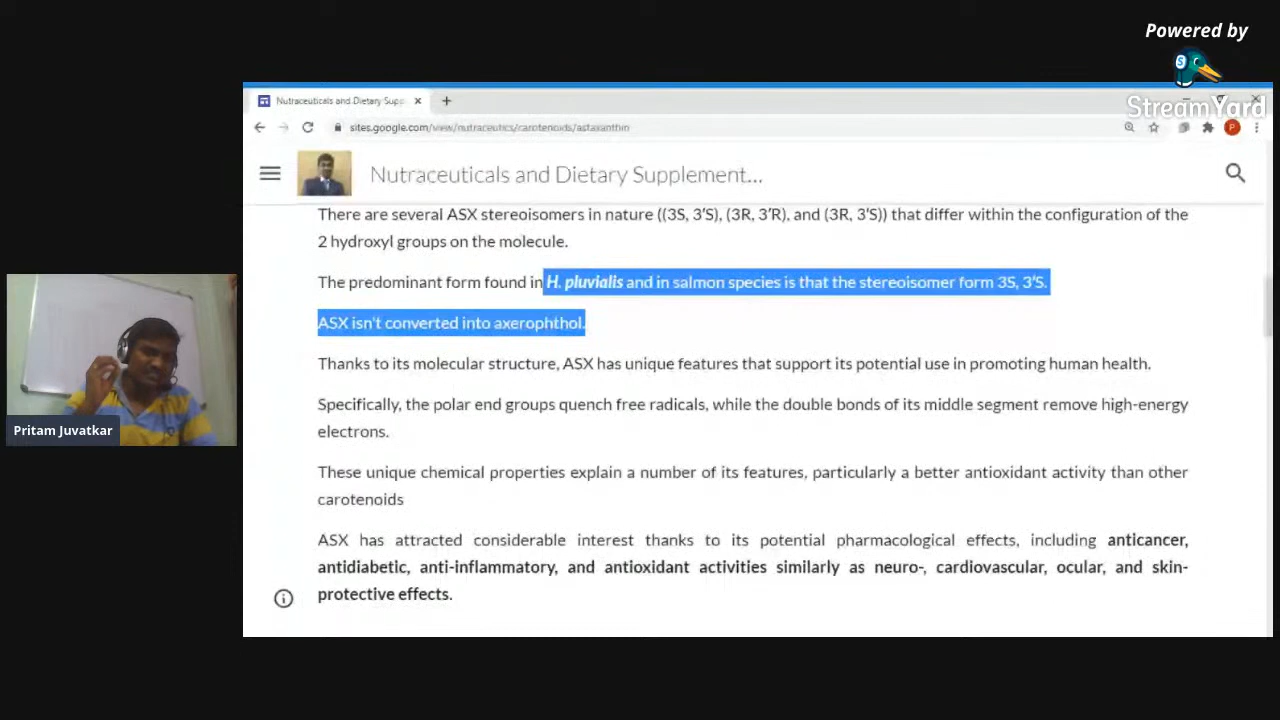 Powered by
StreamYard
Nutraceuticals and Dietary Supp
sites.google.com/view/nutraceutics/carotenoids/astaxanthin
P
Nutraceuticals and Dietary Supplement...
There are several ASX stereoisomers in nature ((3S, 3′S), (3R, 3′R), and (3R, 3′S)) that differ within the configuration of the
2 hydroxyl groups on the molecule.
The predominant form found in H. pluvialis and in salmon species is that the stereoisomer form 3S, 3′S.
ASX isn't converted into axerophthol.
Thanks to its molecular structure, ASX has unique features that support its potential use in promoting human health.
Specifically, the polar end groups quench free radicals, while the double bonds of its middle segment remove high-energy
electrons.
These unique chemical properties explain a number of its features, particularly a better antioxidant activity than other
carotenoids
ASX has attracted considerable interest thanks to its potential pharmacological effects, including anticancer,
antidiabetic, anti-inflammatory, and antioxidant activities similarly as neuro-, cardiovascular, ocular, and skin-
protective effects.
Pritam Juvatkar